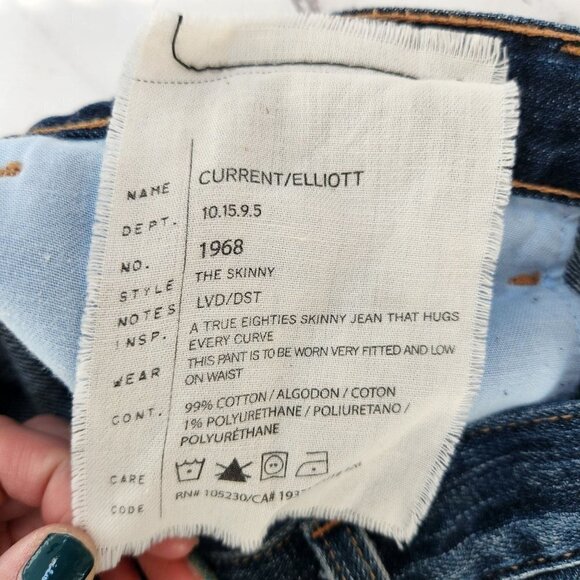 NAME CURRENT/ELLIOTT
DEPT. 10.15.9.5
NO. 1968
STYLE THE SKINNY
NOTES LVD/DST
INSP. A TRUE EIGHTIES SKINNY JEAN THAT HUGS
EVERY CURVE
WEAR THIS PANT IS TO BE WORN VERY FITTED AND LOW
ON WAIST
CONT. 99% COTTON / ALGODON / COTON
1% POLYURETHANE / POLIURETANO /
POLYURÉTHANE
CARE
CODE RN# 105230/CA#